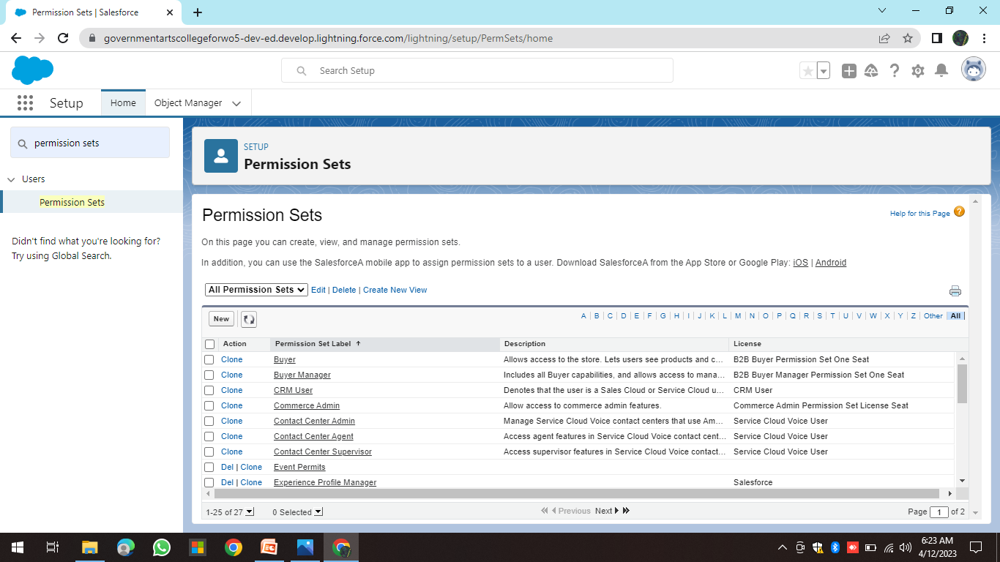 Permission Sets | Salesforce
governmentartscollegeforwo5-dev-ed.develop.lightning.force.com/lightning/setup/PermSets/home
Search Setup
Setup Home Object Manager
permission sets
Users
Permission Sets
Didn't find what you're looking for?
Try using Global Search.
SETUP
Permission Sets
Permission Sets
Help for this Page ?
On this page you can create, view, and manage permission sets.
In addition, you can use the SalesforceA mobile app to assign permission sets to a user. Download SalesforceA from the App Store or Google Play: iOS | Android
All Permission Sets Edit | Delete | Create New View
New A | B | C | D | E | F | G | H | I | J | K | L | M | N | O | P | Q | R | S | T | U | V | W | X | Y | Z | Other | All
Action Permission Set Label ↑ Description License
Clone Buyer Allows access to the store. Lets users see products and c... B2B Buyer Permission Set One Seat
Clone Buyer Manager Includes all Buyer capabilities, and allows access to mana... B2B Buyer Manager Permission Set One Seat
Clone CRM User Denotes that the user is a Sales Cloud or Service Cloud u... CRM User
Clone Commerce Admin Allow access to commerce admin features. Commerce Admin Permission Set License Seat
Clone Contact Center Admin Manage Service Cloud Voice contact centers that use Am... Service Cloud Voice User
Clone Contact Center Agent Access agent features in Service Cloud Voice contact cent... Service Cloud Voice User
Clone Contact Center Supervisor Access supervisor features in Service Cloud Voice contact... Service Cloud Voice User
Del | Clone Event Permits
Del | Clone Experience Profile Manager Salesforce
1-25 of 27 0 Selected Previous Next Page 1 of 2
6:23 AM
4/12/2023